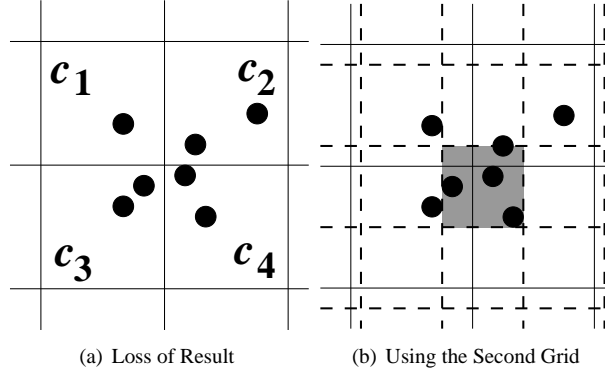 c1
c2
c3
c4
(a) Loss of Result
(b) Using the Second Grid